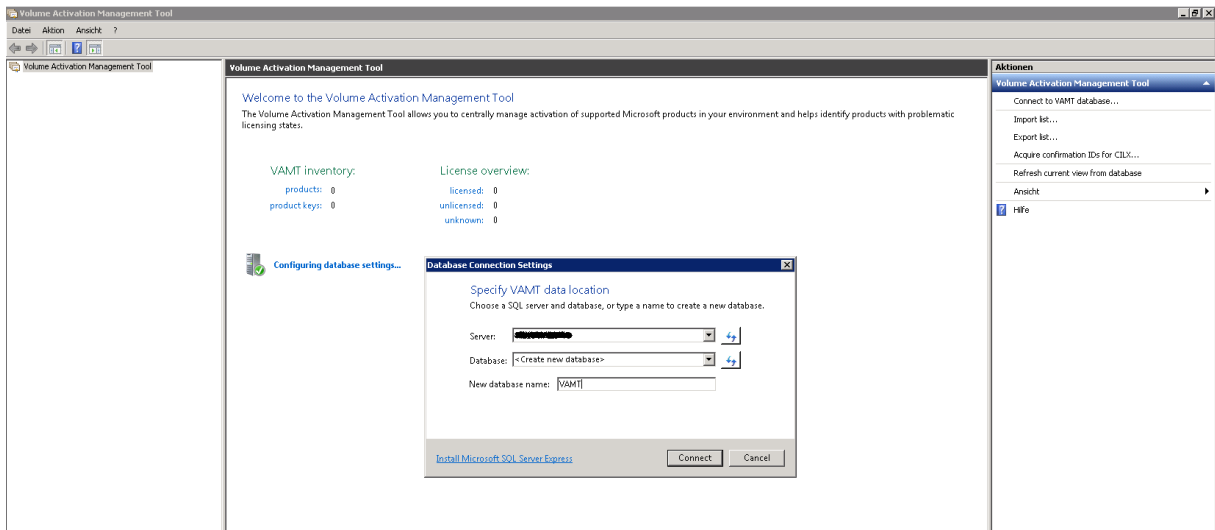 Volume Activation Management Tool
Datei Aktion Ansicht ?
Volume Activation Management Tool
Volume Activation Management Tool
Welcome to the Volume Activation Management Tool
The Volume Activation Management Tool allows you to centrally manage activation of supported Microsoft products in your environment and helps identify products with problematic
licensing states.
VAMT inventory:
products: 0
product keys: 0
License overview:
licensed: 0
unlicensed: 0
unknown: 0
Configuring database settings...
Database Connection Settings
Specify VAMT data location
Choose a SQL server and database, or type a name to create a new database.
Server:
Database: <Create new database>
New database name: VAMT
Install Microsoft SQL Server Express
Connect Cancel
Aktionen
Volume Activation Management Tool
Connect to VAMT database...
Import list...
Export list...
Acquire confirmation IDs for CILX...
Refresh current view from database
Ansicht
Hilfe